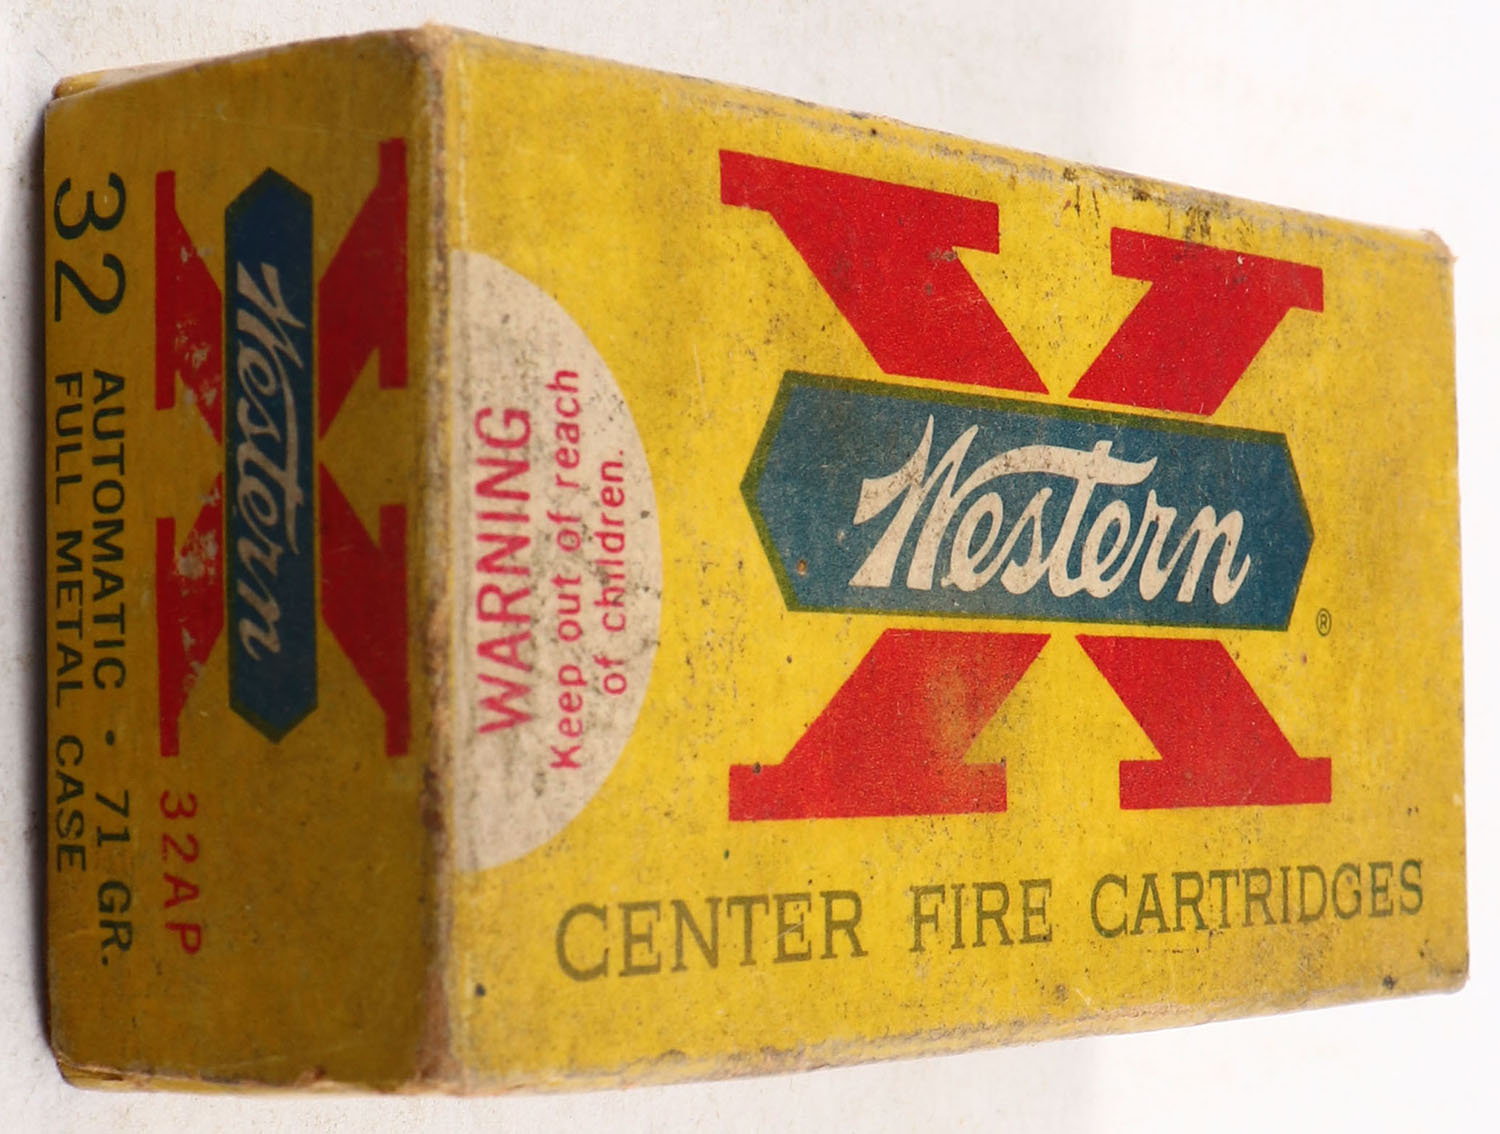 Western
®
WARNING
Keep out of reach
of children.
CENTER FIRE CARTRIDGES
Western
32AP
32 AUTOMATIC • 71 GR.
FULL METAL CASE